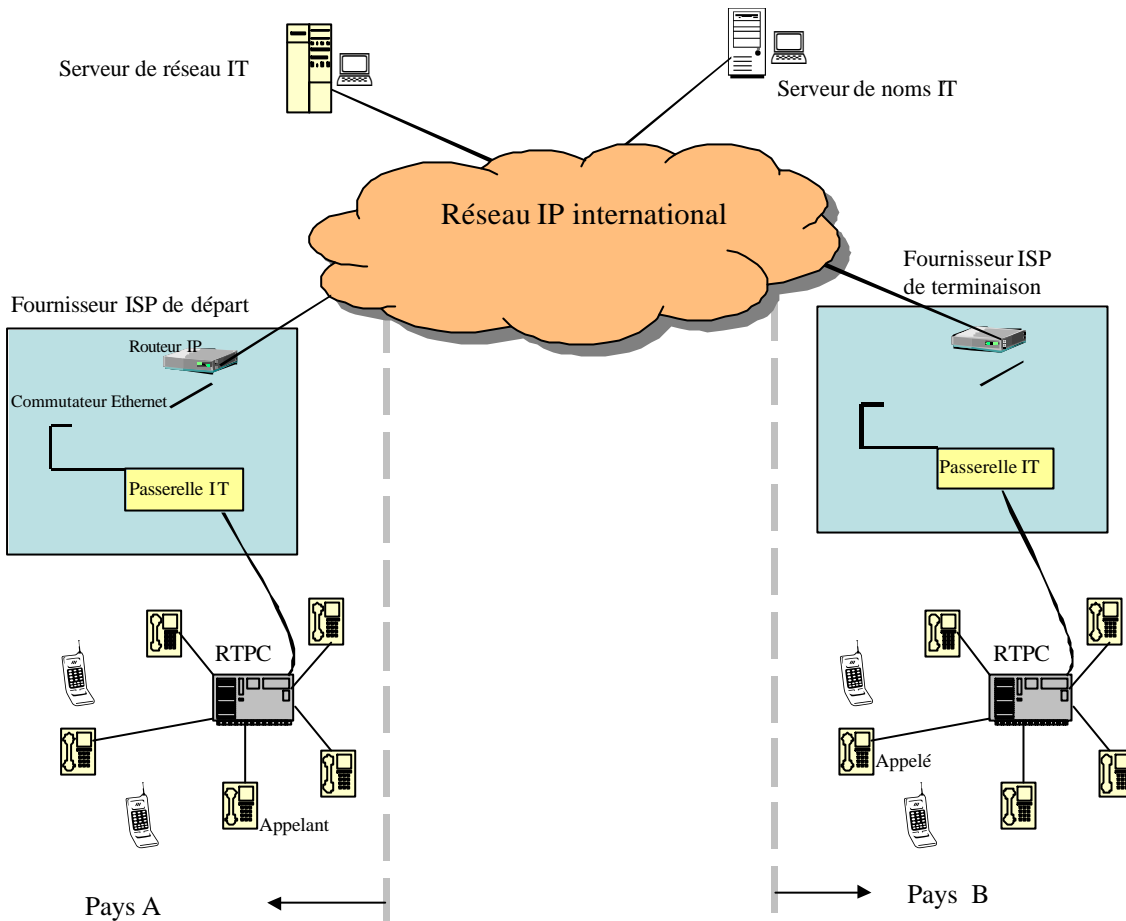 Serveur de réseau IT
Serveur de noms IT
Réseau IP international
Fournisseur ISP
de terminaison
Fournisseur ISP de départ
Routeur IP
Commutateur Ethernet
Passerelle IT
Passerelle IT
RTPC
RTPC
Appelé
Appelant
Pays A
Pays B